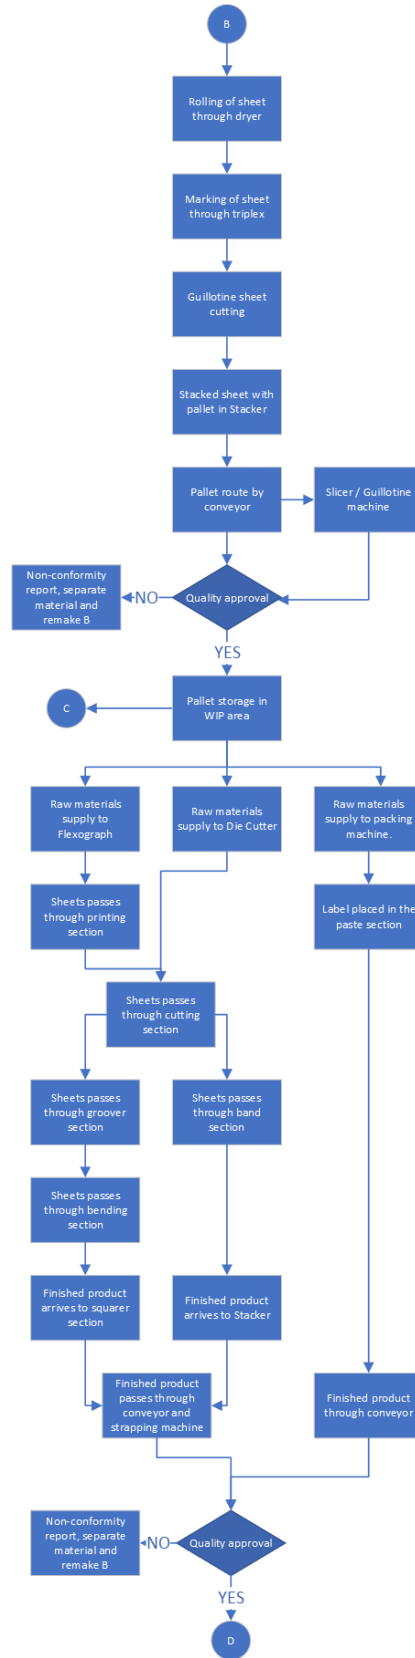 B
Rolling of sheet
through dryer
Marking of sheet
through triplex
Guillotine sheet
cutting
Stacked sheet with
pallet in Stacker
Pallet route by
conveyor
Slicer / Guillotine
machine
Non-conformity
report, separate
material and
remake B
NO
Quality approval
YES
C
Pallet storage in
WIP area
Raw materials
supply to
Flexograph
Raw materials
supply to Die Cutter
Raw materials
supply to packing
machine.
Sheets passes
through printing
section
Label placed in the
paste section
Sheets passes
through cutting
section
Sheets passes
through groover
section
Sheets passes
through band
section
Sheets passes
through bending
section
Finished product
arrives to squarer
section
Finished product
arrives to Stacker
Finished product
passes through
conveyor and
strapping machine
Finished product
through conveyor
Non-conformity
report, separate
material and
remake B
NO
Quality approval
YES
D